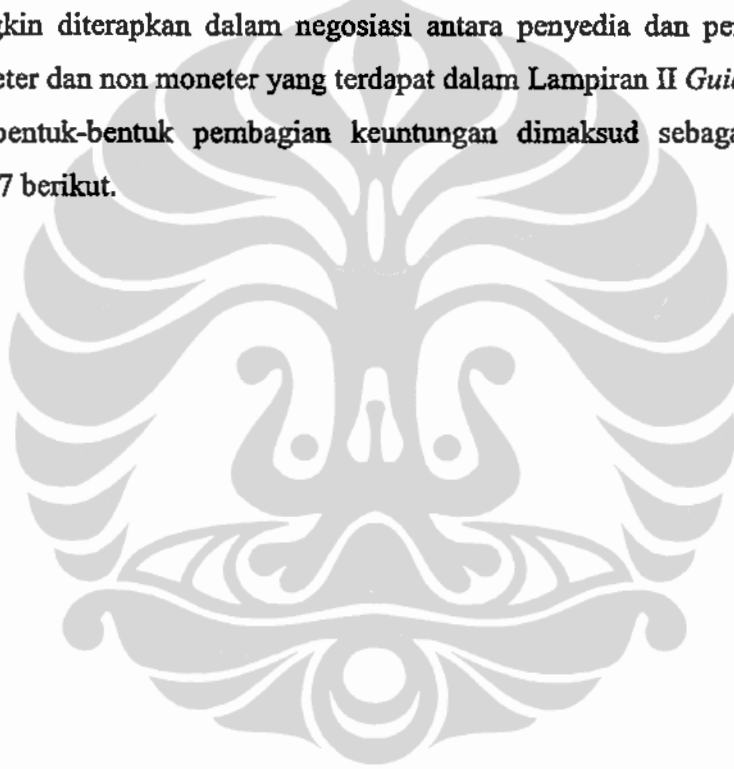 gkin diterapkan dalam negosiasi antara penyedia dan pe
eter dan non moneter yang terdapat dalam Lampiran II Guid
bentuk-bentuk pembagian keuntungan dimaksud sebaga
7 berikut.